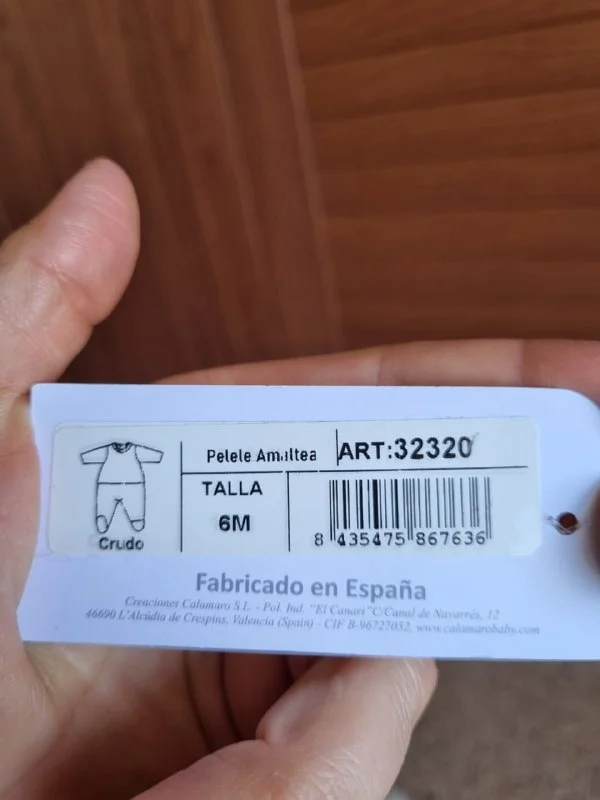 Pelele Amaltea
ART:32320
TALLA
6M
Crudo
8 435475 867636
Fabricado en España
Creaciones Calamaro S.L. - Pol. Ind. "El Canari" C/Canal de Navarrés, 12
46690 L'Alcúdia de Crespins, Valencia (Spain) - CIF B-96727052, www.calamarobaby.com